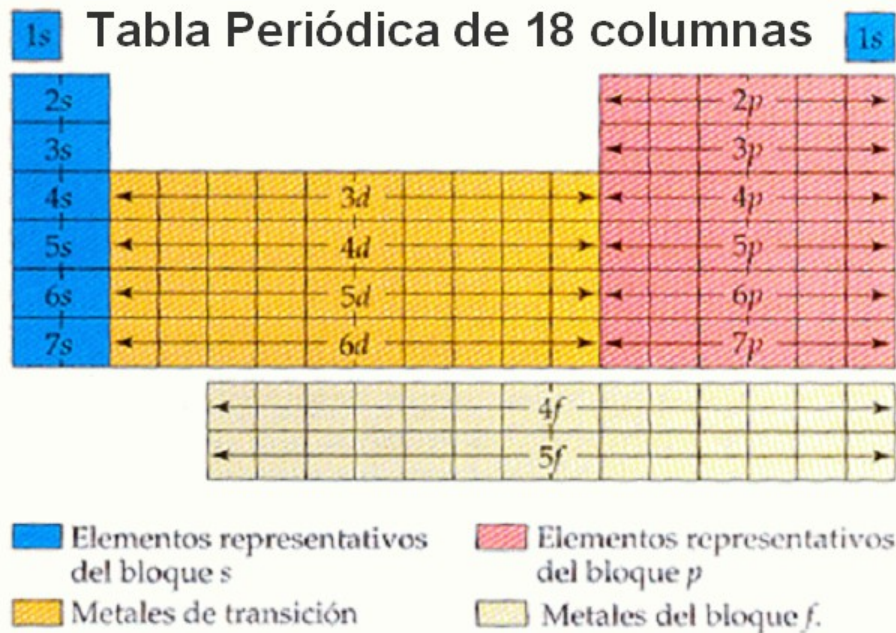 1s Tabla Periódica de 18 columnas 1s
2s 2p
3s 3p
4s 3d 4p
5s 4d 5p
6s 5d 6p
7s 6d 7p
4f
5f
Elementos representativos
del bloque s
Elementos representativos
del bloque p
Metales de transición
Metales del bloque f.